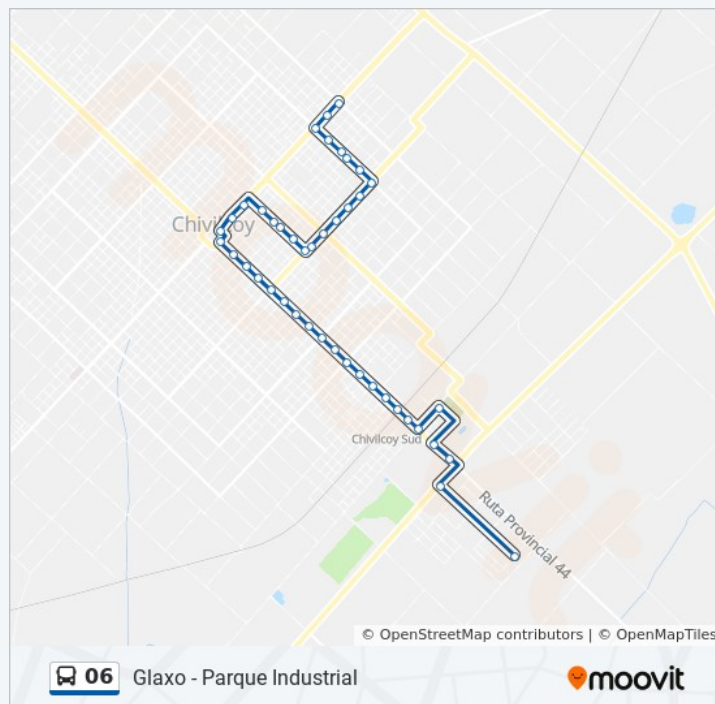 Chivilcoy
Chivilcoy Sud
Ruta Provincial 44
© OpenStreetMap contributors | © OpenMapTiles
06 Glaxo - Parque Industrial
moovit